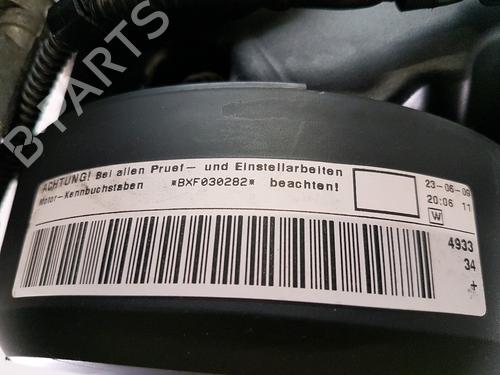 B PARTS
ACHTUNG! Bei allen Pruef- und Einstellarbeiten
Motor-Kennbuchstaben *BXF030282* beachten!
23-06-09
20:06 11
W
4933
34
+